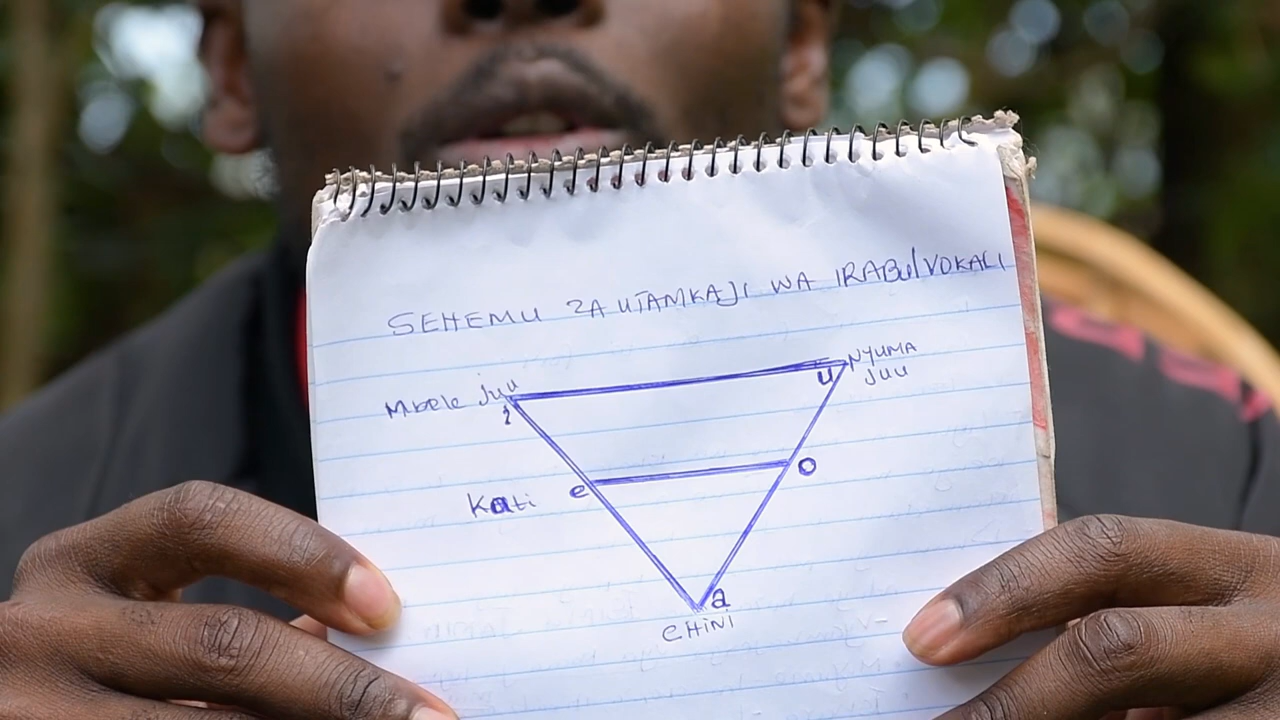 SEHEMU ZA UTAMKAJI WA IRABU/VOKALI
Mbele juu
NYUMA
juu
i
u
Kati
e
o
a
CHINI